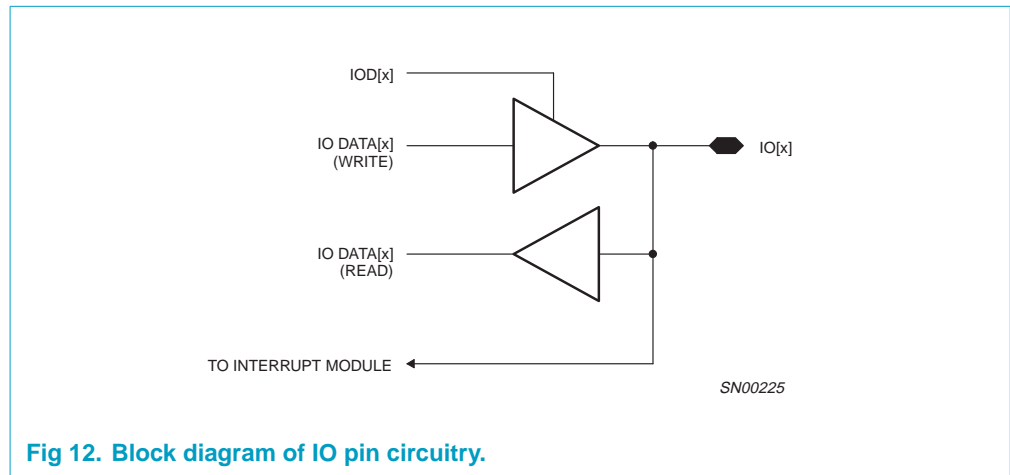 IOD[x]
IO DATA[x]
(WRITE)
IO[x]
IO DATA[x]
(READ)
TO INTERRUPT MODULE
SN00225
Fig 12. Block diagram of IO pin circuitry.